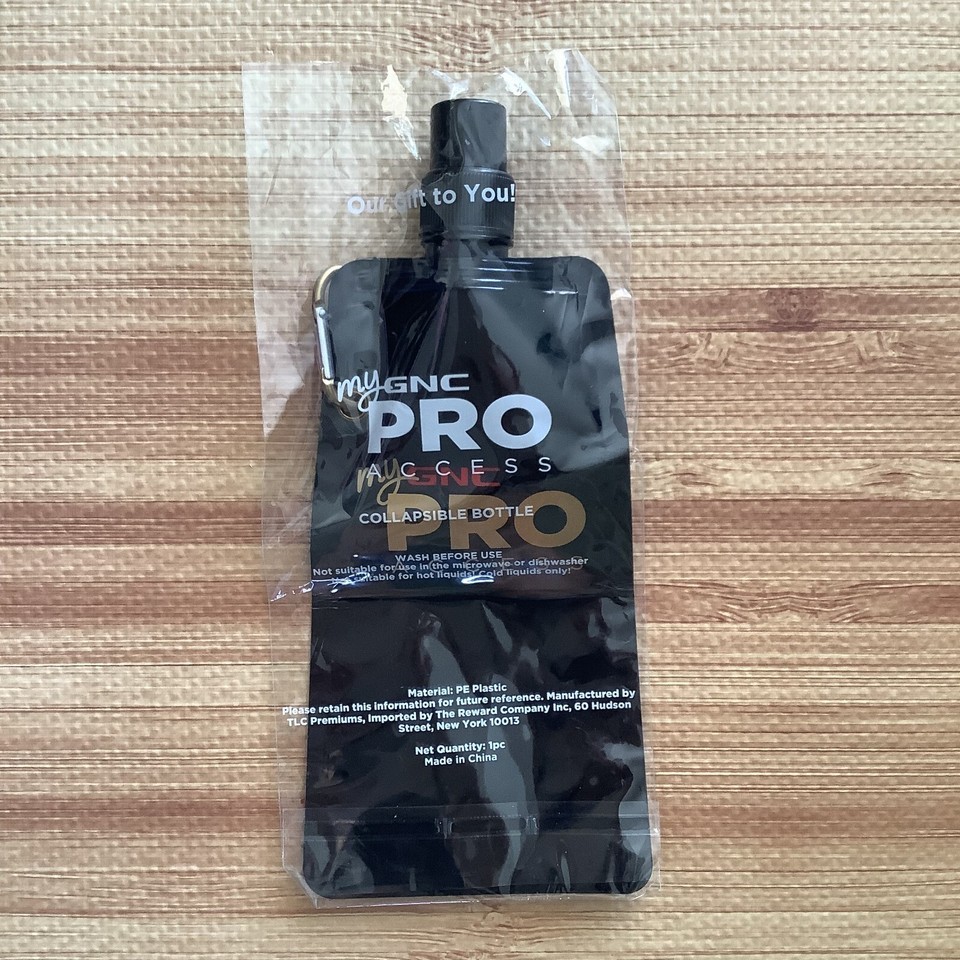 Our Gift to You!
myGNC
PRO
ACCESS
myGNC
PRO
COLLAPSIBLE BOTTLE
WASH BEFORE USE
Not suitable for use in the microwave or dishwasher
suitable for hot liquids! Cold liquids only!
Material: PE Plastic
Please retain this information for future reference. Manufactured by
TLC Premiums, Imported by The Reward Company Inc, 60 Hudson
Street, New York 10013
Net Quantity: 1pc
Made in China